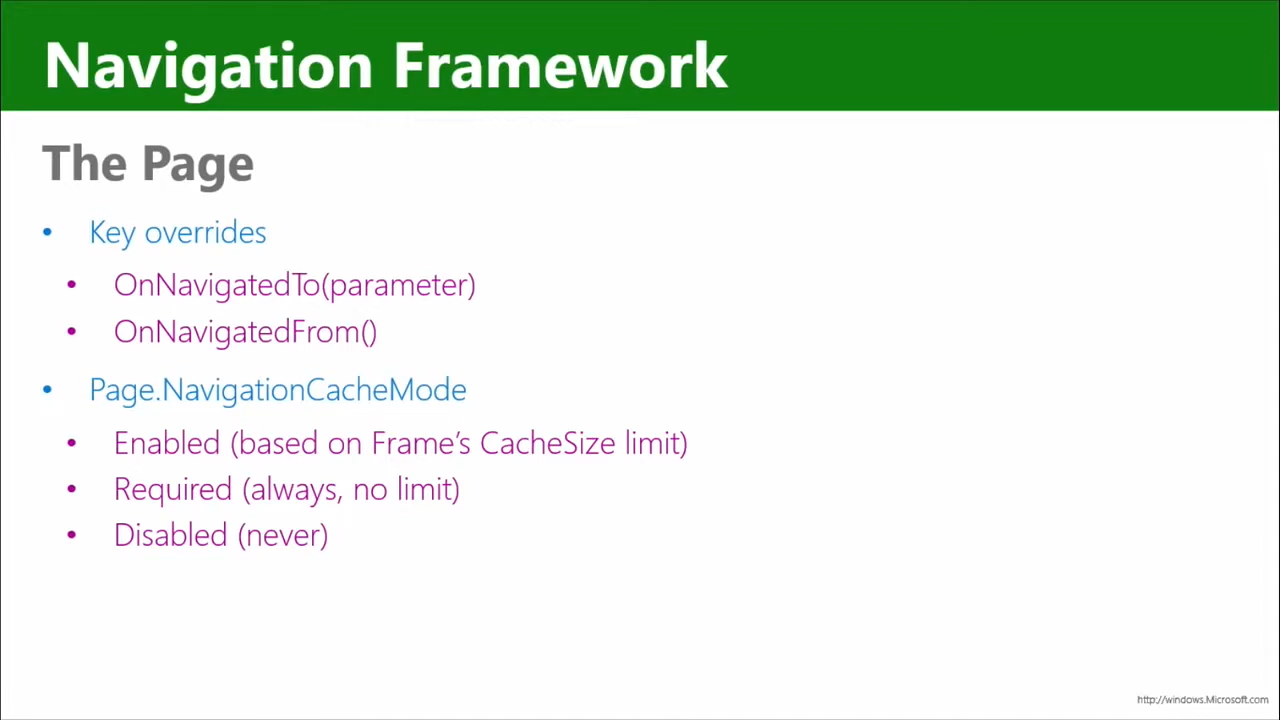 Navigation Framework
The Page
• Key overrides
• OnNavigatedTo(parameter)
• OnNavigatedFrom()
• Page.NavigationCacheMode
• Enabled (based on Frame’s CacheSize limit)
• Required (always, no limit)
• Disabled (never)
http://windows.Microsoft.com